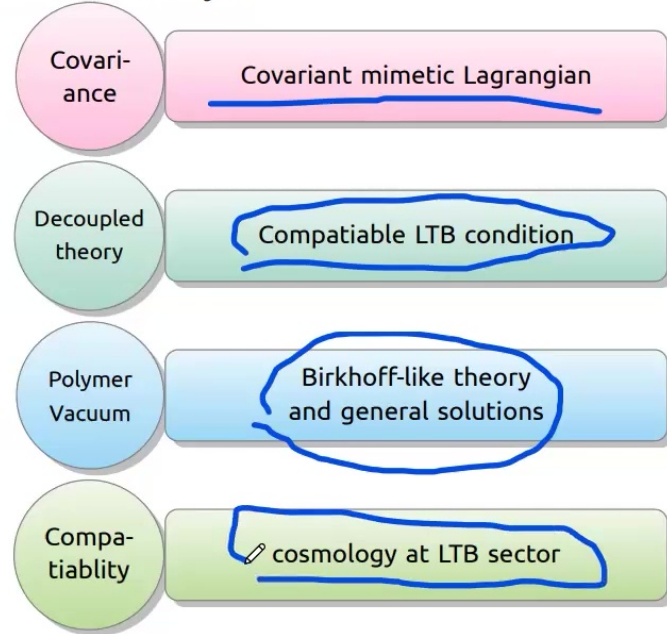 Covari-
ance
Covariant mimetic Lagrangian
Decoupled
theory
Compatiable LTB condition
Polymer
Vacuum
Birkhoff-like theory
and general solutions
Compa-
tiablity
cosmology at LTB sector